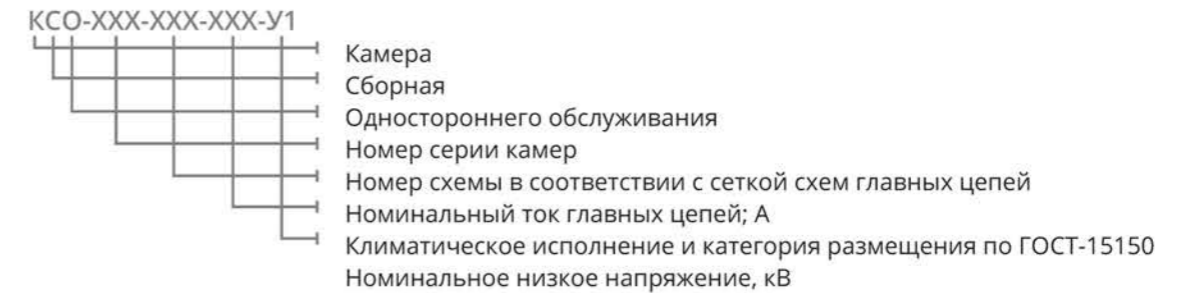 КСО-ХХХ-ХХХ-ХХХ-У1
Камера
Сборная
Одностороннего обслуживания
Номер серии камер
Номер схемы в соответствии с сеткой схем главных цепей
Номинальный ток главных цепей; А
Климатическое исполнение и категория размещения по ГОСТ-15150
Номинальное низкое напряжение, кВ